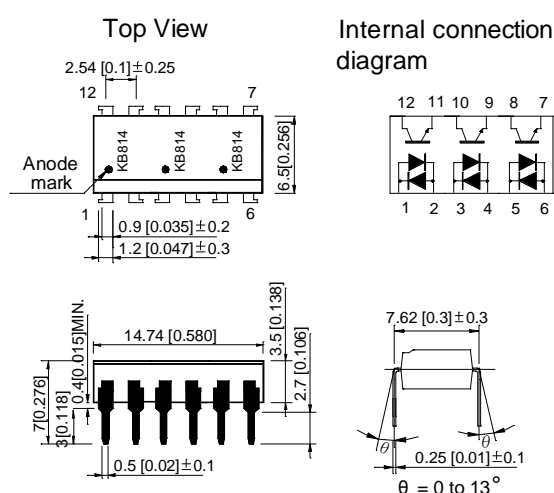 Top View
2.54 [0.1]±0.25
12
7
KB814
KB814
KB814
Anode
mark
6.5[0.256]
1
6
0.9 [0.035]±0.2
1.2 [0.047]±0.3
Internal connection
diagram
12 11 10 9 8 7
1 2 3 4 5 6
14.74 [0.580]
0.4[0.015]MIN.
7[0.276]
3[0.118]
3.5 [0.138]
2.7 [0.106]
0.5 [0.02]±0.1
7.62 [0.3]±0.3
θ
θ
0.25 [0.01]±0.1
θ = 0 to 13°